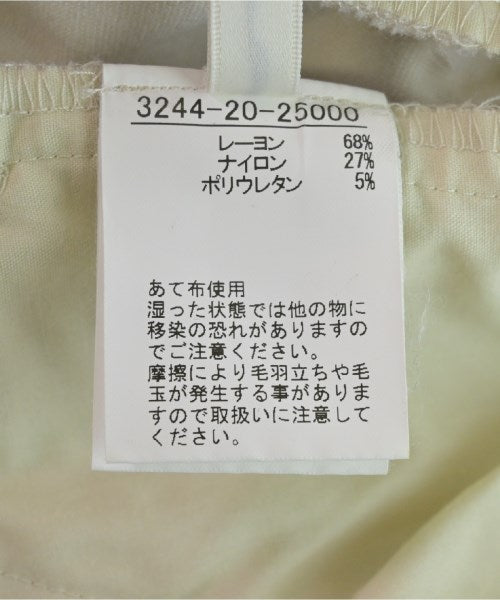 3244-20-25000
レーヨン 68%
ナイロン 27%
ポリウレタン 5%
あて布使用
湿った状態では他の物に
移染の恐れがありますの
でご注意ください。
摩擦により毛羽立ちや毛
玉が発生する事がありま
すので取扱いに注意して
ください。